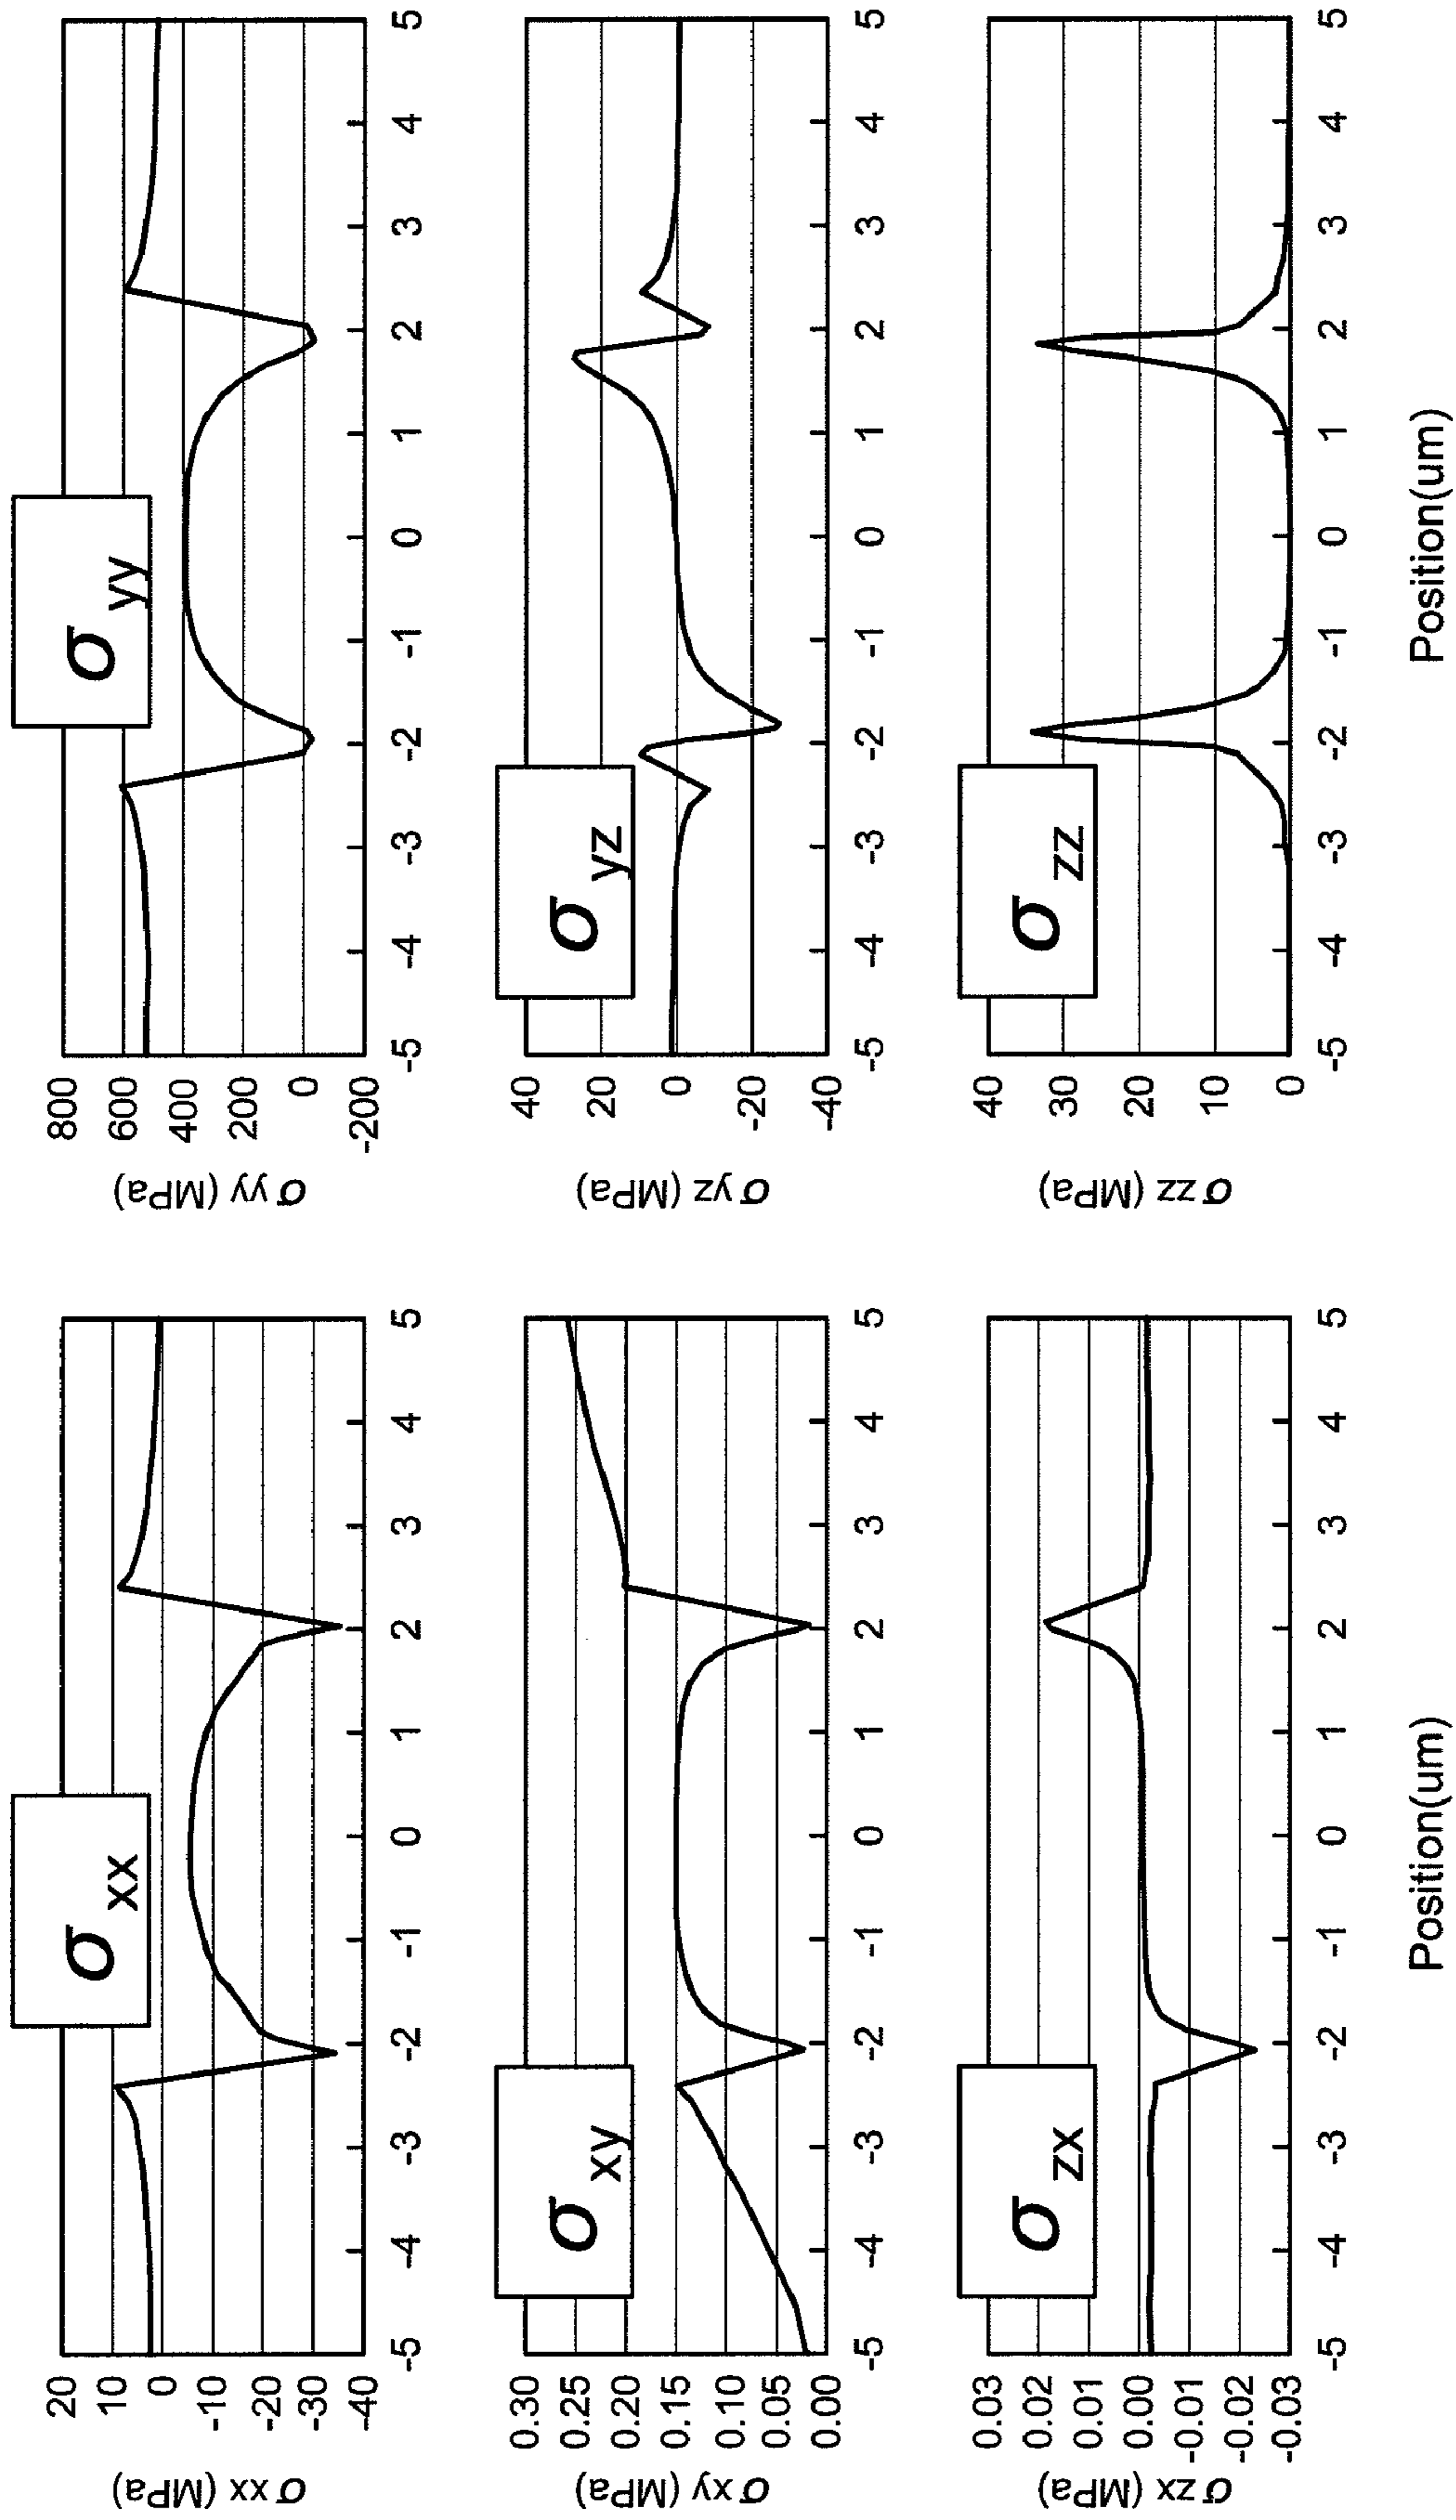 σ xx
σ xx (MPa)
20
10
0
-10
-20
-30
-40
-5 -4 -3 -2 -1 0 1 2 3 4 5
σ yy
σ yy (MPa)
800
600
400
200
0
-200
-5 -4 -3 -2 -1 0 1 2 3 4 5
σ xy
σ xy (MPa)
0.30
0.25
0.20
0.15
0.10
0.05
0.00
-5 -4 -3 -2 -1 0 1 2 3 4 5
σ yz
σ yz (MPa)
40
20
0
-20
-40
-5 -4 -3 -2 -1 0 1 2 3 4 5
σ zx
σ zx (MPa)
0.03
0.02
0.01
0.00
-0.01
-0.02
-0.03
-5 -4 -3 -2 -1 0 1 2 3 4 5
Position(um)
σ zz
σ zz (MPa)
40
30
20
10
0
-5 -4 -3 -2 -1 0 1 2 3 4 5
Position(um)